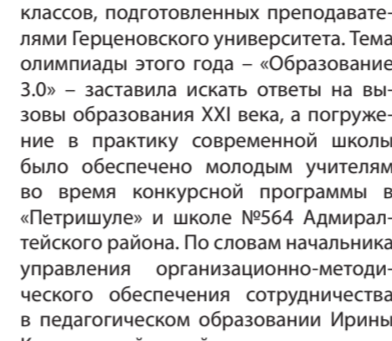 классов, подготовленных преподавате-
лями Герценовского университета. Тема
олимпиады этого года – «Образование
3.0» – заставила искать ответы на вы-
зовы образования XXI века, а погруже-
ние в практику современной школы
было обеспечено молодым учителям
во время конкурсной программы в
«Петришуле» и школе №564 Адмирал-
тейского района. По словам начальника
управления организационно-методи-
ческого обеспечения сотрудничества
в педагогическом образовании Ирины